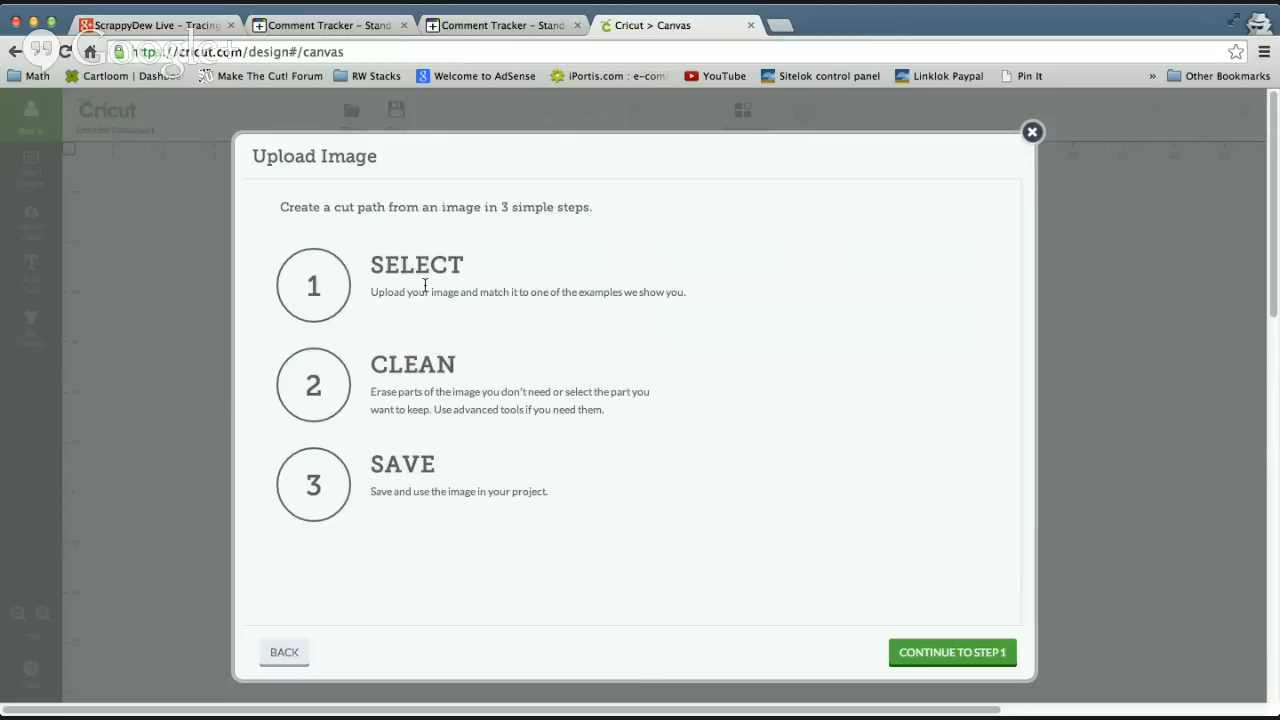 ScrappyDew Live - Tracing
Comment Tracker - Stand
Comment Tracker - Stand
Cricut > Canvas
Google+
https://cricut.com/design#/canvas
Math
Cartloom | Dashb
Make The Cut! Forum
RW Stacks
Welcome to AdSense
iPortis.com : e-com
YouTube
Sitelok control panel
Linklok Paypal
Pin It
»
Other Bookmarks
Cricut
Untitled Document
Upload Image
Create a cut path from an image in 3 simple steps.
1
SELECT
Upload your image and match it to one of the examples we show you.
2
CLEAN
Erase parts of the image you don't need or select the part you
want to keep. Use advanced tools if you need them.
3
SAVE
Save and use the image in your project.
BACK
CONTINUE TO STEP 1